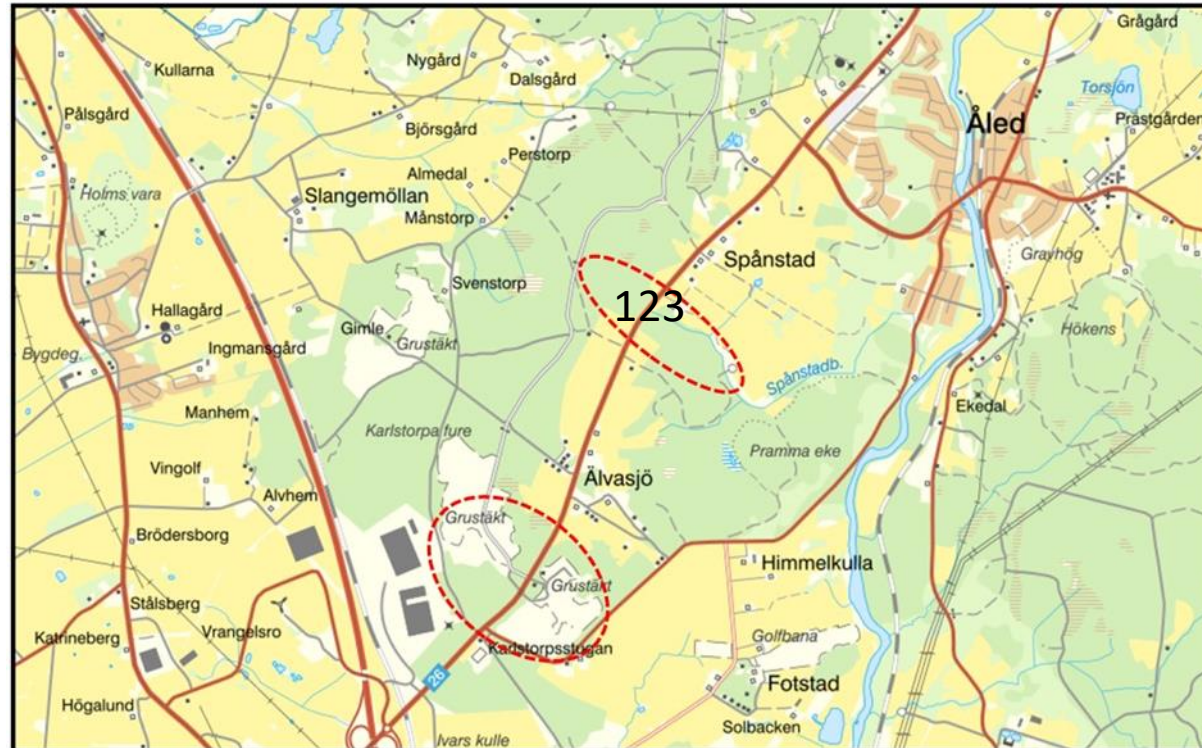 Grågård
Kullarna
Nygård
Dalsgård
Torsjön
Pålsgård
Björsgård
Åled
Prästgården
Perstorp
Almedal
Holms vara
Slangemöllan
Månstorp
Spånstad
Gravhög
Svenstorp
123
Hallagård
Gimle
Grustäkt
Hökens
Ingmansgård
Bygdeg.
Spånstadb.
Manhem
Ekedal
Karlstorpa fure
Pramma eke
Vingolf
Älvasjö
Alvhem
Grustäkt
Brödersborg
Himmelkulla
Grustäkt
Stålsberg
Katrineberg
Vrangelsro
Golfbana
Karlstorpsstugan
26
Fotstad
Högalund
Solbacken
Ivars kulle